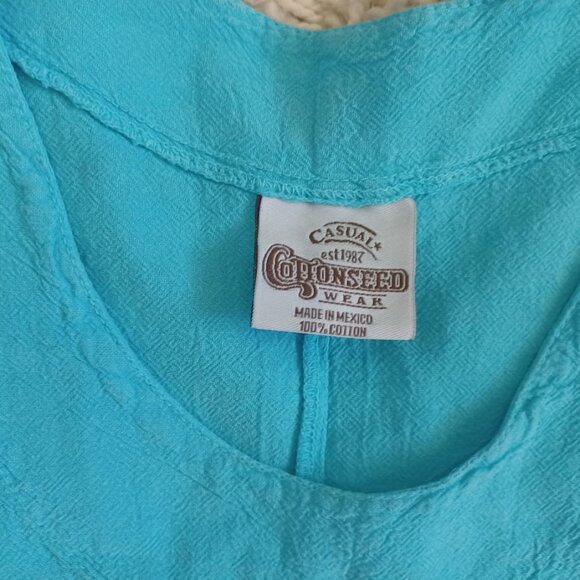 CASUAL
est1987
COTTONSEED
WEAR
MADE IN MEXICO
100% COTTON